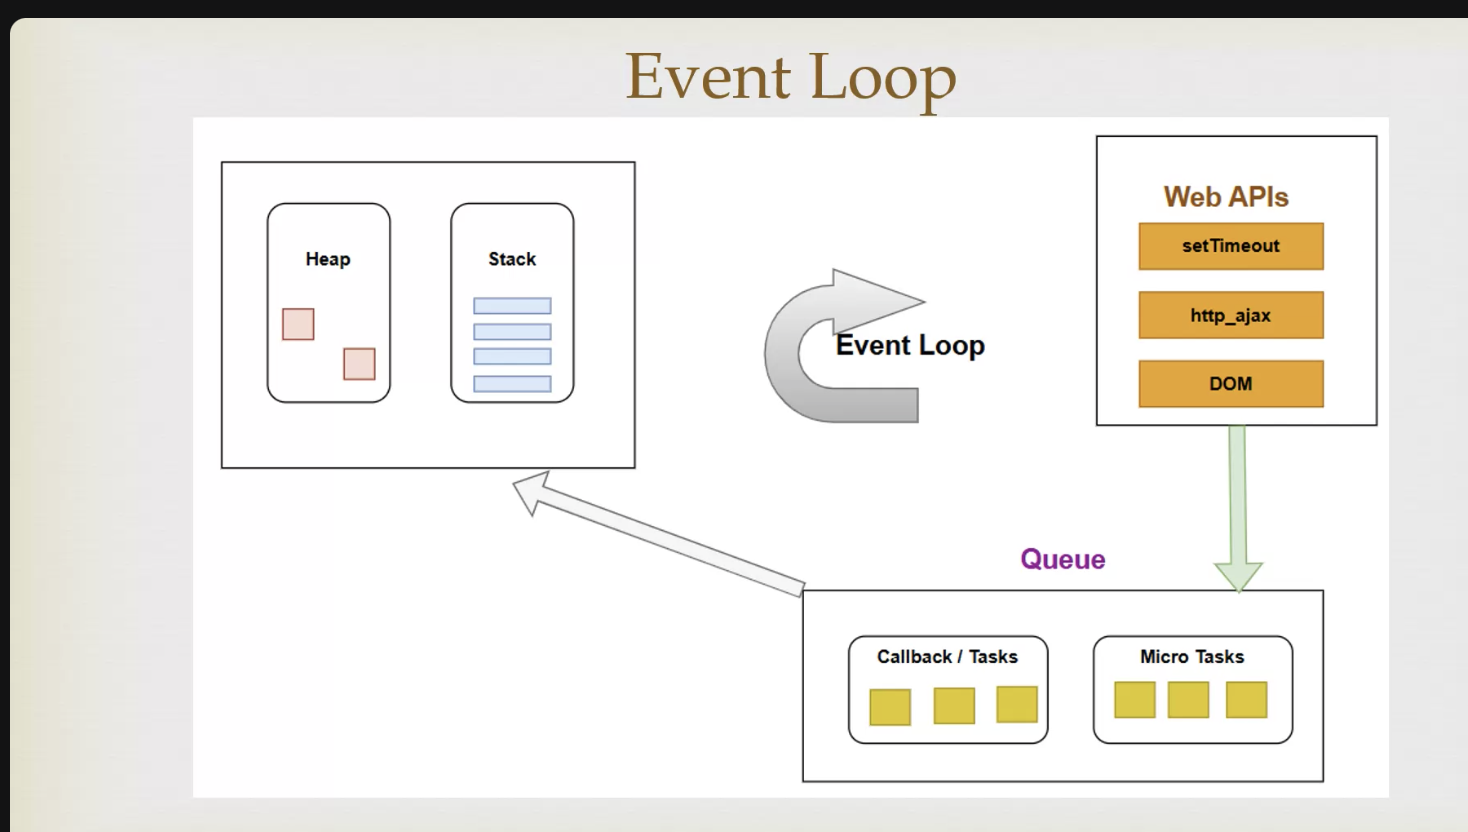 Event Loop
Heap
Stack
Event Loop
Web APIs
setTimeout
http_ajax
DOM
Queue
Callback / Tasks
Micro Tasks